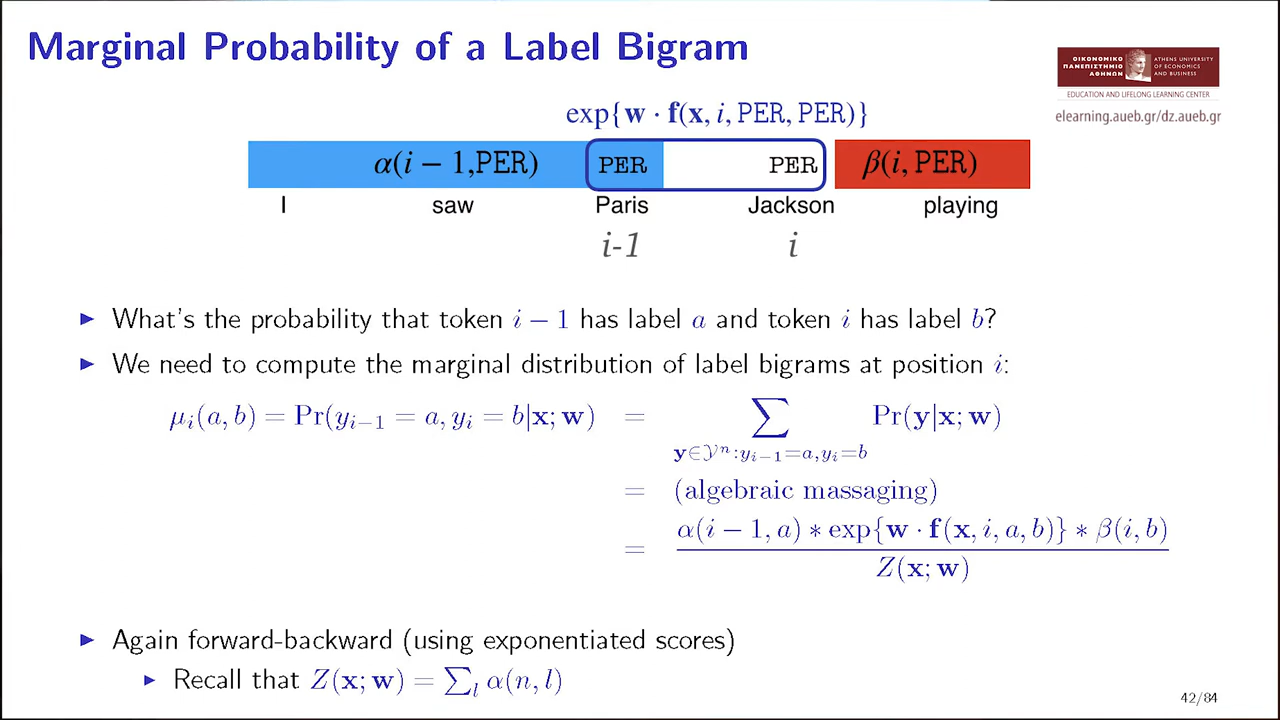 Marginal Probability of a Label Bigram
ΟΙΚΟΝΟΜΙΚΟ
ΠΑΝΕΠΙΣΤΗΜΙΟ
ΑΘΗΝΩΝ
ATHENS UNIVERSITY
OF ECONOMICS
AND BUSINESS
EDUCATION AND LIFELONG LEARNING CENTER
elearning.aueb.gr/dz.aueb.gr
exp{w · f(x, i, PER, PER)}
α(i − 1,PER) PER PER β(i, PER)
I saw Paris Jackson playing
i-1 i
▶ What's the probability that token i − 1 has label a and token i has label b?
▶ We need to compute the marginal distribution of label bigrams at position i:
μ_i(a, b) = Pr(y_{i−1} = a, y_i = b|x; w) = ∑ Pr(y|x; w)
y∈𝒴^n:y_{i−1}=a,y_i=b
= (algebraic massaging)
α(i − 1, a) ∗ exp{w · f(x, i, a, b)} ∗ β(i, b)
=
Z(x; w)
▶ Again forward-backward (using exponentiated scores)
▶ Recall that Z(x; w) = ∑_l α(n, l)
42/84